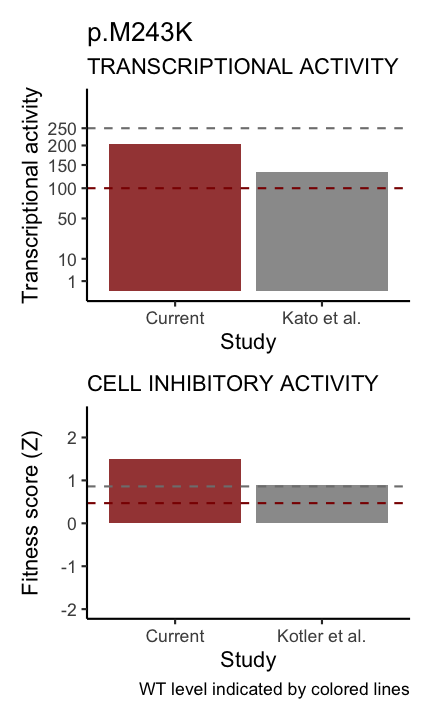 p.M243K
TRANSCRIPTIONAL ACTIVITY
Transcriptional activity
250
200
150
100
50
10
1
Current
Kato et al.
Study
CELL INHIBITORY ACTIVITY
Fitness score (Z)
2
1
0
-1
-2
Current
Kotler et al.
Study
WT level indicated by colored lines